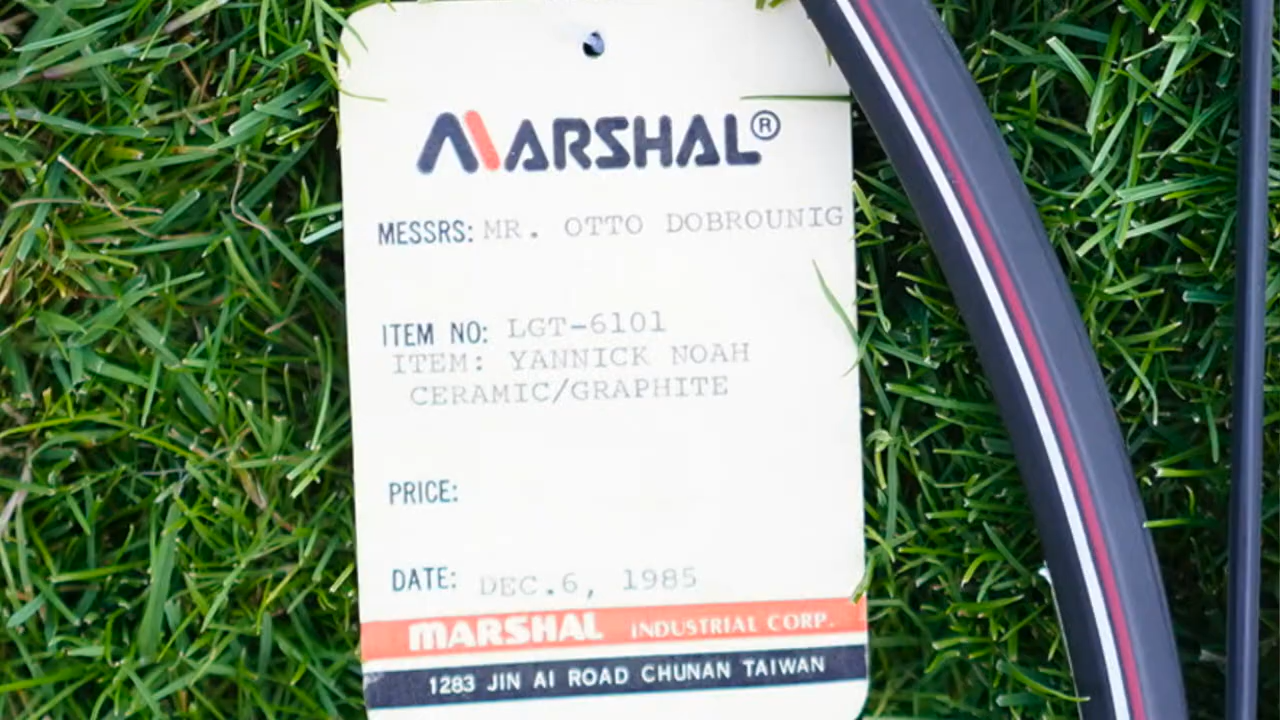 MARSHAL®
MESSRS: MR. OTTO DOBROUNIG
ITEM NO: LGT-6101
ITEM: YANNICK NOAH
CERAMIC/GRAPHITE
PRICE:
DATE: DEC.6, 1985
MARSHAL INDUSTRIAL CORP.
1283 JIN AI ROAD CHUNAN TAIWAN